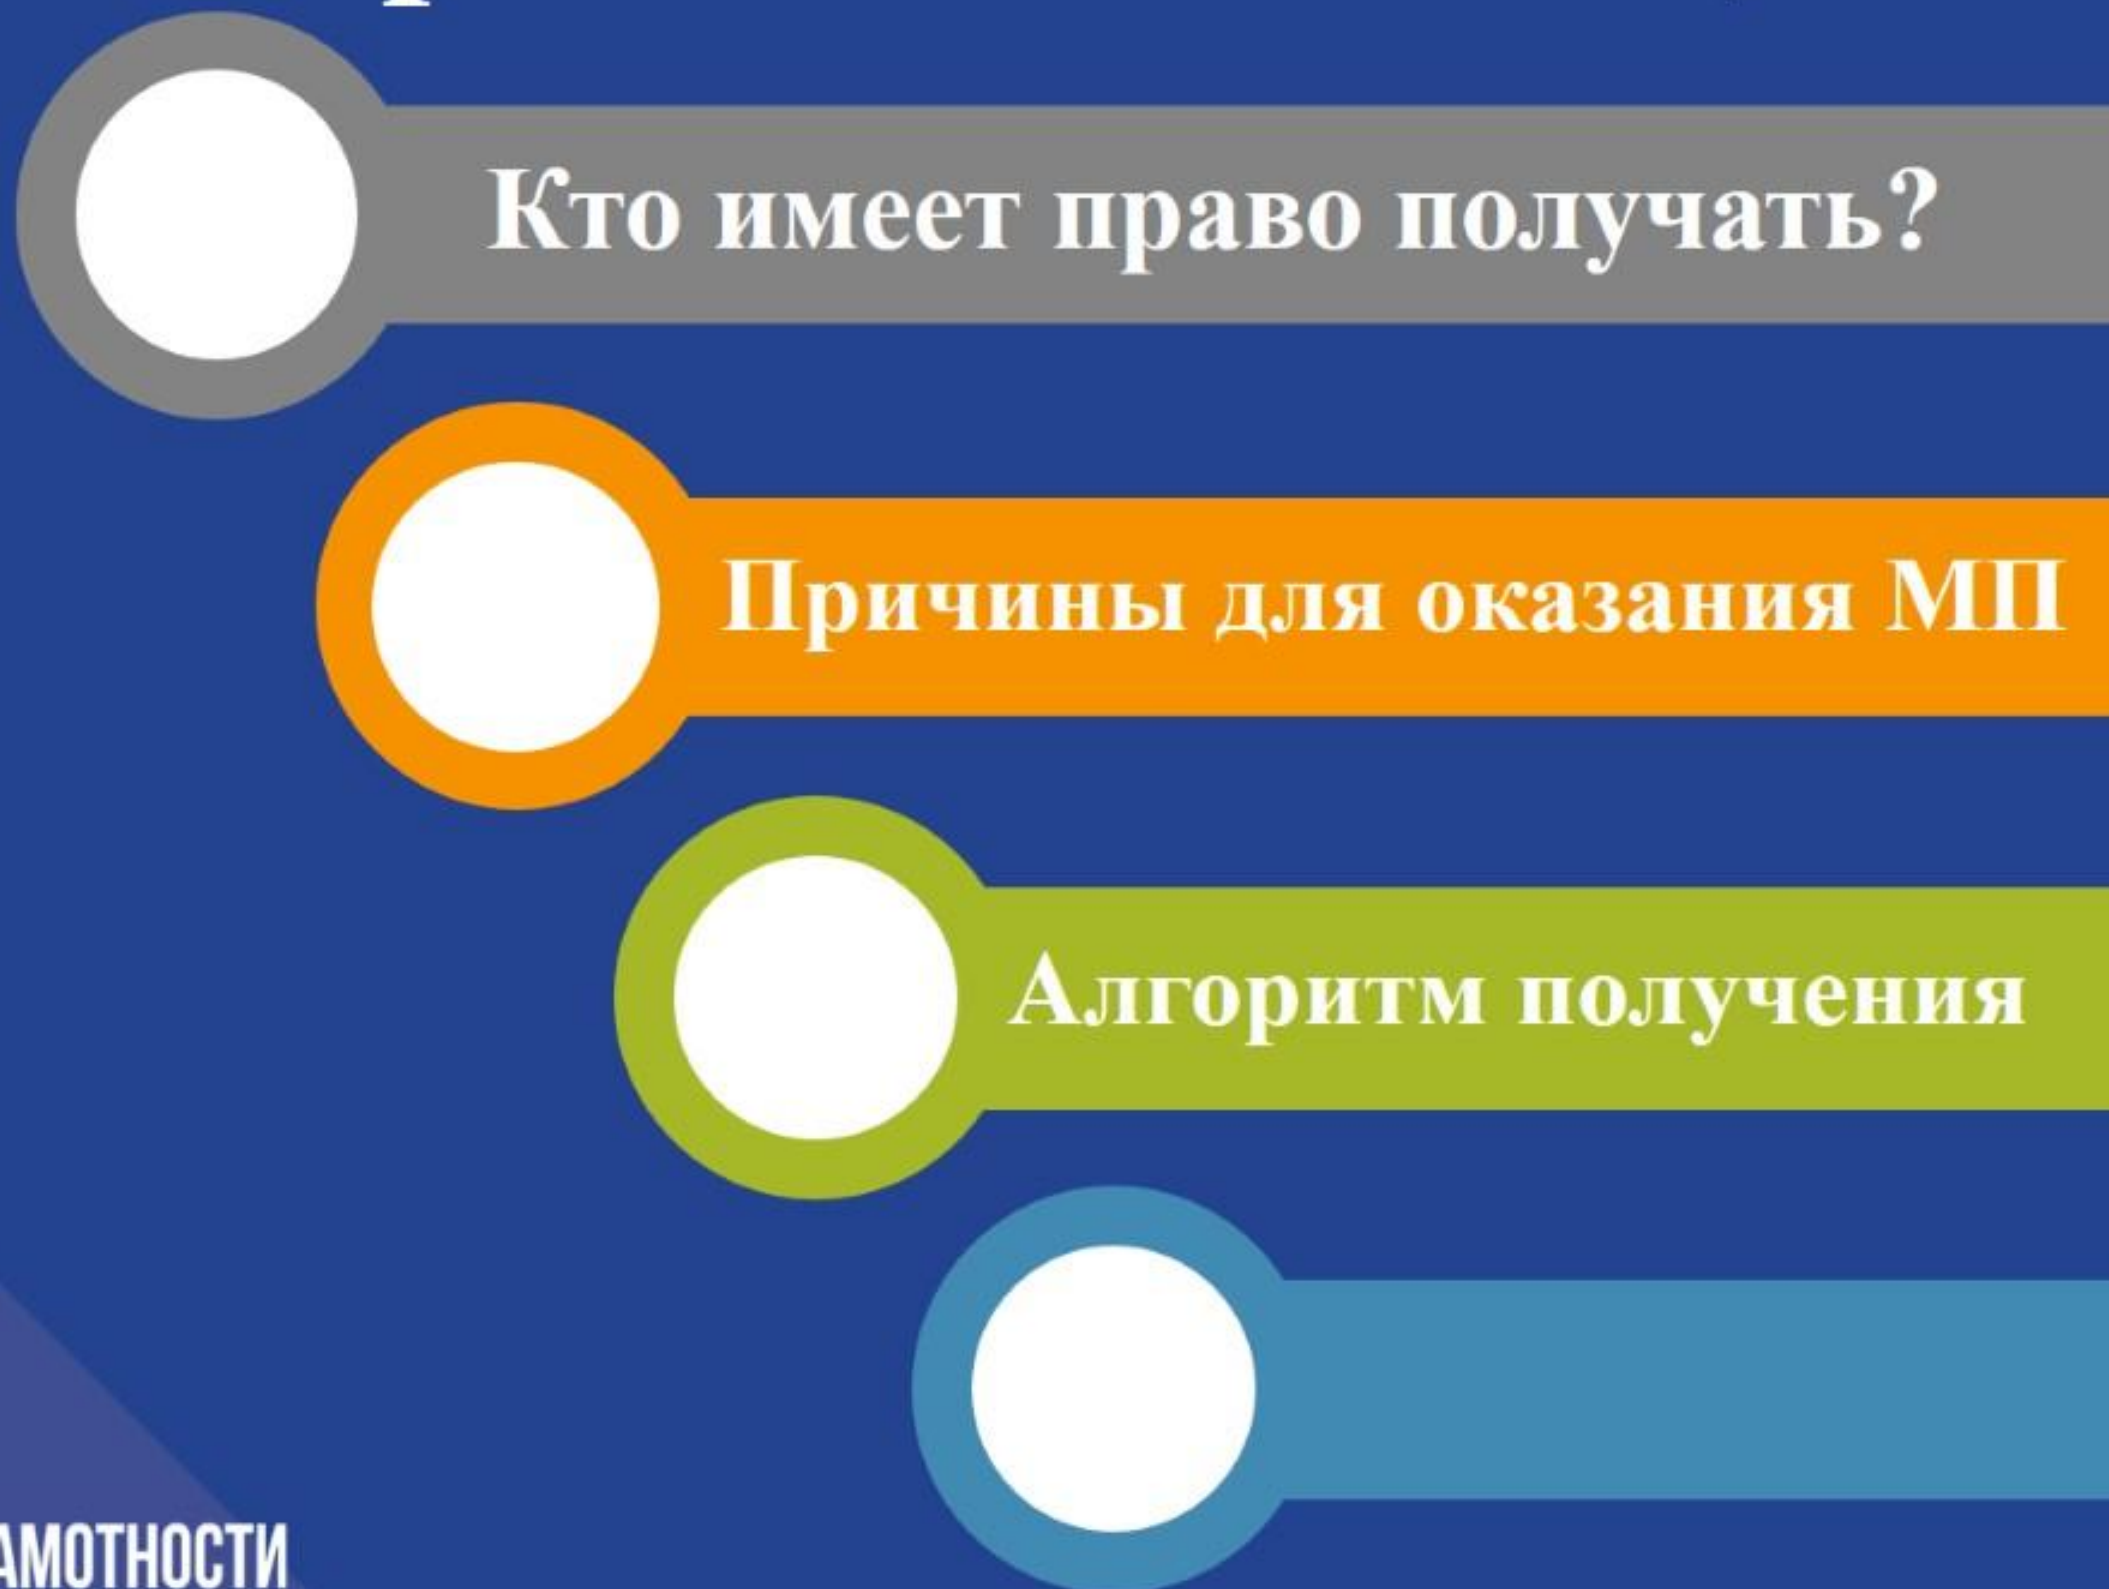 Кто имеет право получать?
Причины для оказания МП
Алгоритм получения
АМОТНОСТИ